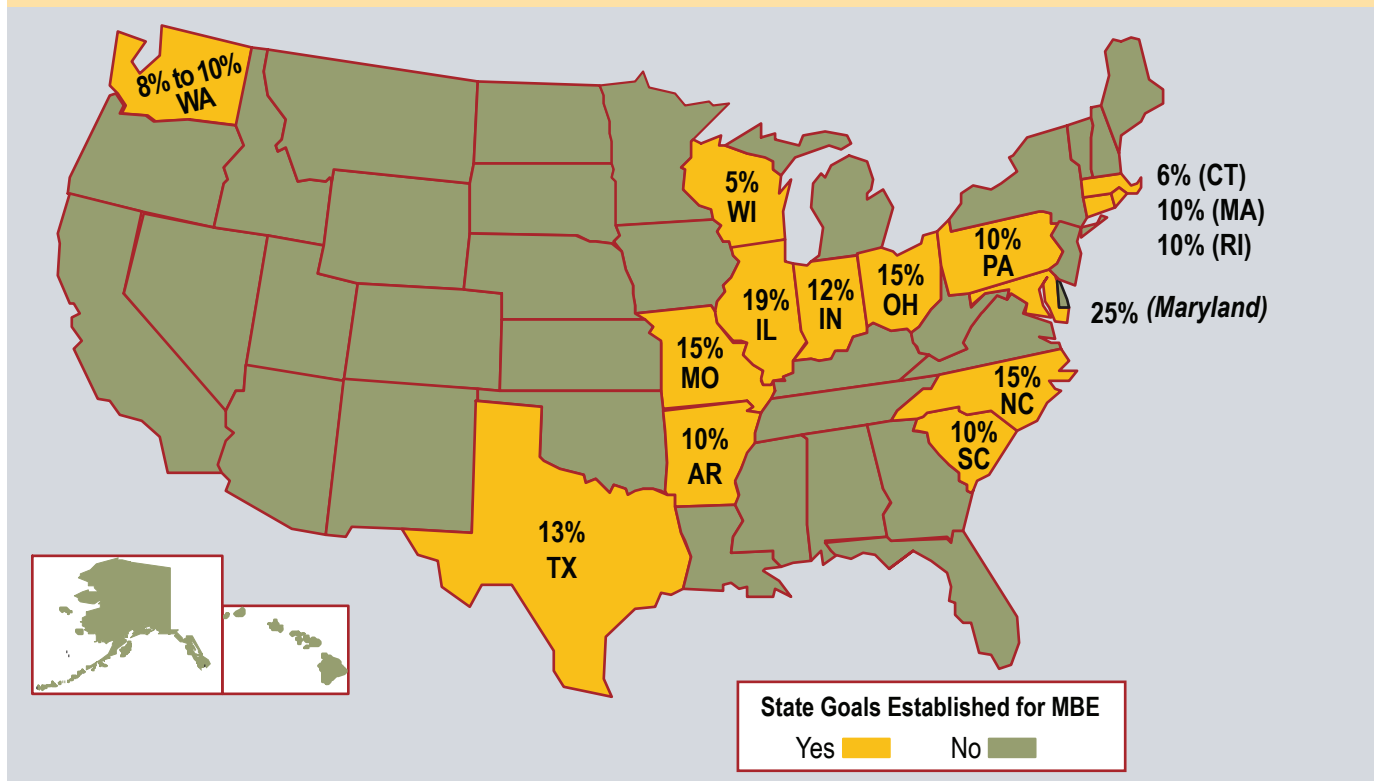 8% to 10%
WA
5%
WI
6% (CT)
10% (MA)
10% (RI)
10%
PA
15%
OH
12%
IN
19%
IL
25% (Maryland)
15%
MO
15%
NC
10%
SC
10%
AR
13%
TX
State Goals Established for MBE
Yes No